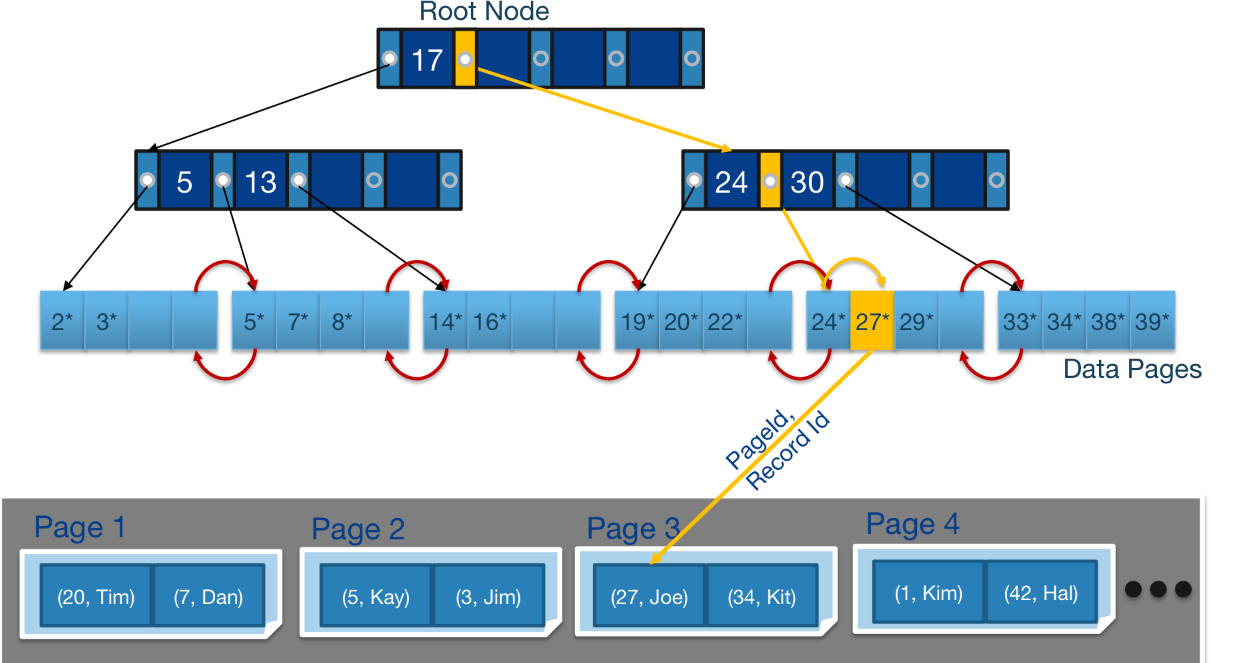 Root Node
17
5 13
24 30
2* 3*
5* 7* 8*
14* 16*
19* 20* 22*
24* 27* 29*
33* 34* 38* 39*
Data Pages
PageId,
Record Id
Page 1
(20, Tim) (7, Dan)
Page 2
(5, Kay) (3, Jim)
Page 3
(27, Joe) (34, Kit)
Page 4
(1, Kim) (42, Hal)